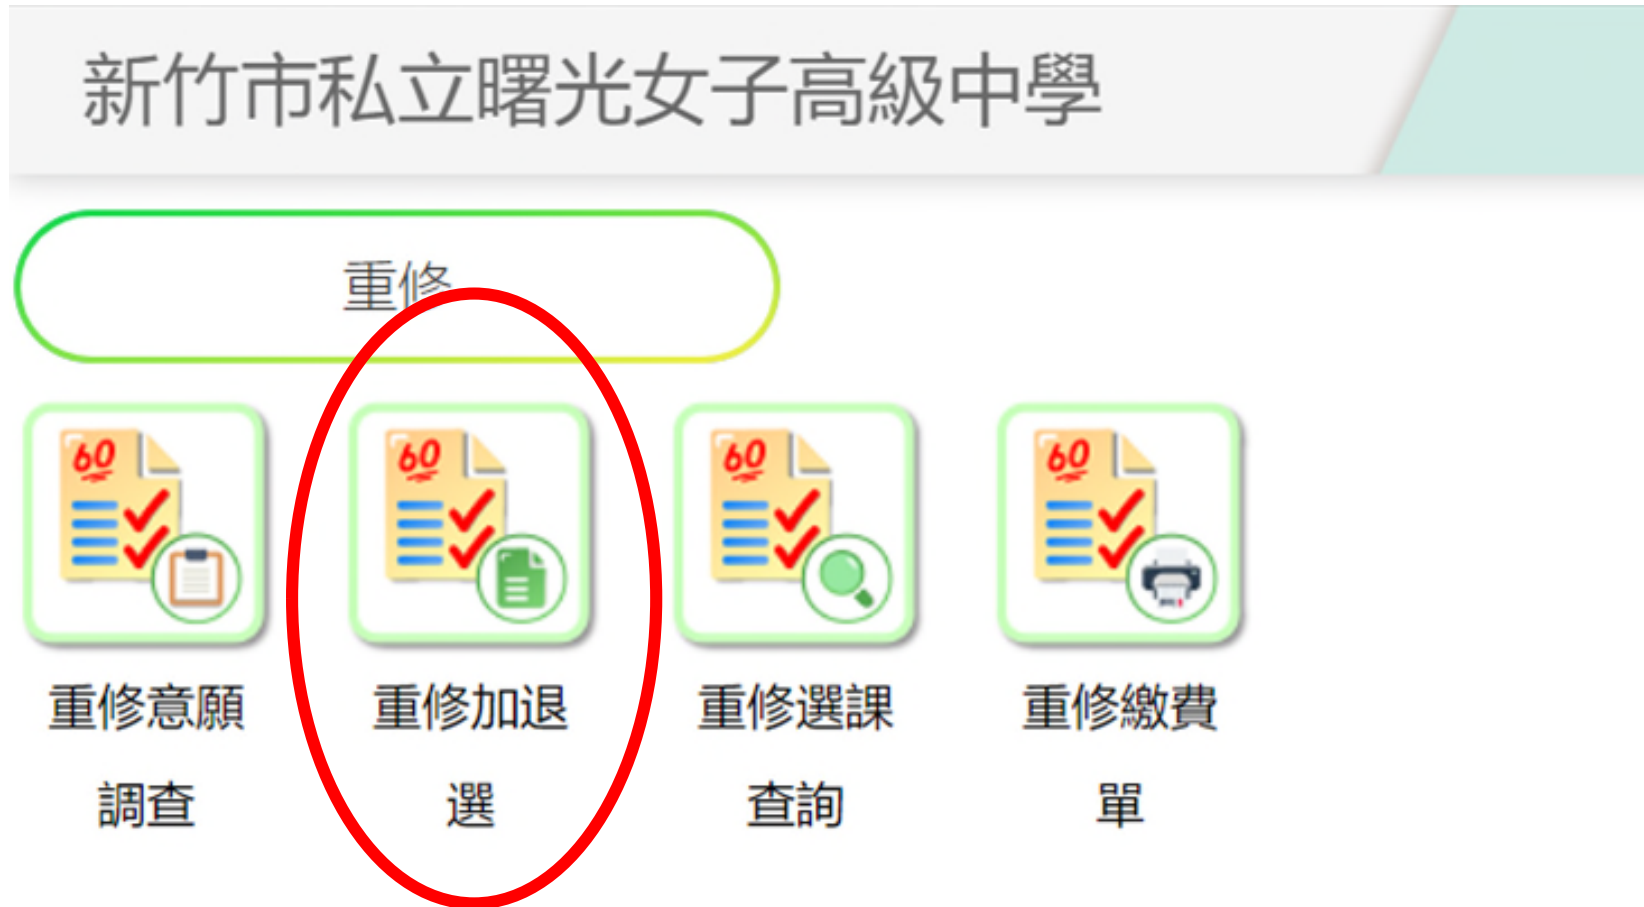 新竹市私立曙光女子高級中學
重修
60 60 60 60
重修意願 重修加退 重修選課 重修繳費
調查 選 查詢 單